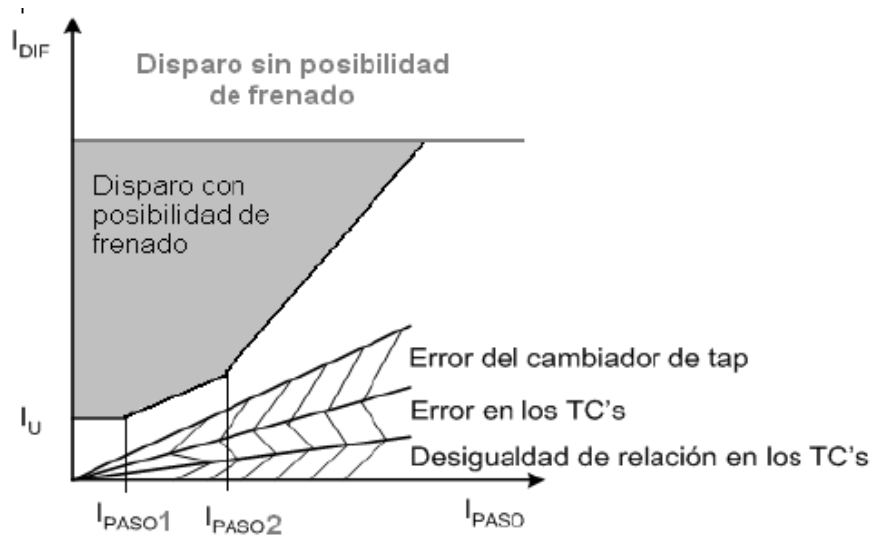 I_DIF
Disparo sin posibilidad
de frenado
Disparo con
posibilidad de
frenado
Error del cambiador de tap
I_U
Error en los TC's
Desigualdad de relación en los TC's
I_PASO1
I_PASO2
I_PASO